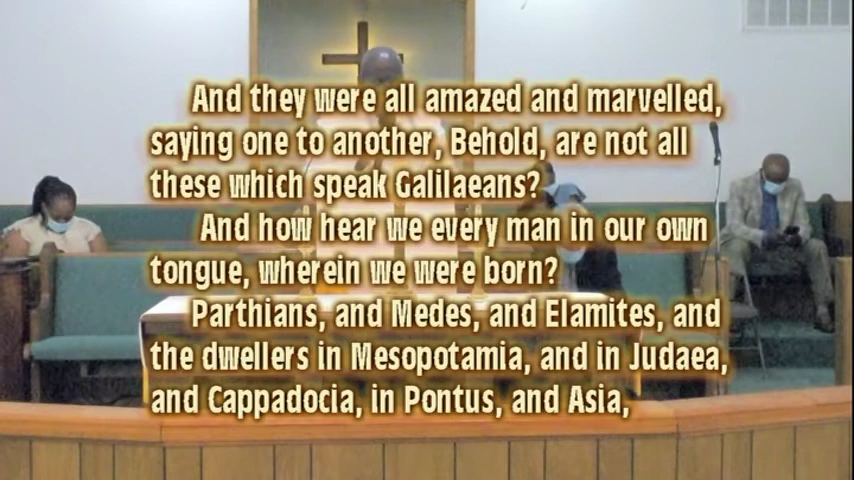 And they were all amazed and marvelled,
saying one to another, Behold, are not all
these which speak Galilaeans?
And how hear we every man in our own
tongue, wherein we were born?
Parthians, and Medes, and Elamites, and
the dwellers in Mesopotamia, and in Judaea,
and Cappadocia, in Pontus, and Asia,